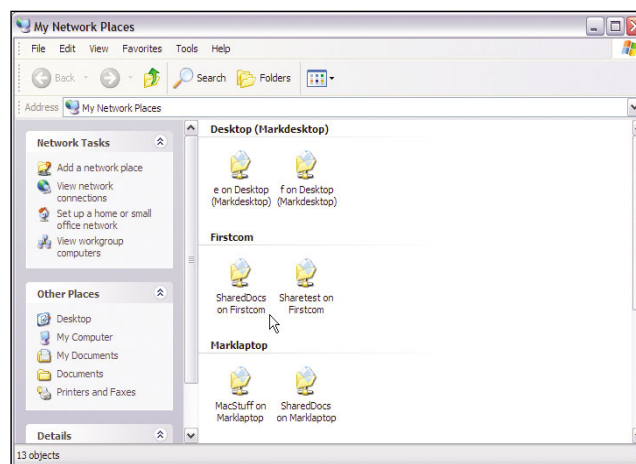 My Network Places
File Edit View Favorites Tools Help
Back Search Folders
Address My Network Places
Network Tasks
Add a network place
View network
connections
Set up a home or small
office network
View workgroup
computers
Other Places
Desktop
My Computer
My Documents
Documents
Printers and Faxes
Details
Desktop (Markdesktop)
e on Desktop
(Markdesktop)
f on Desktop
(Markdesktop)
Firstcom
SharedDocs
on Firstcom
Sharetest on
Firstcom
Marklaptop
MacStuff on
Marklaptop
SharedDocs
on Marklaptop
13 objects